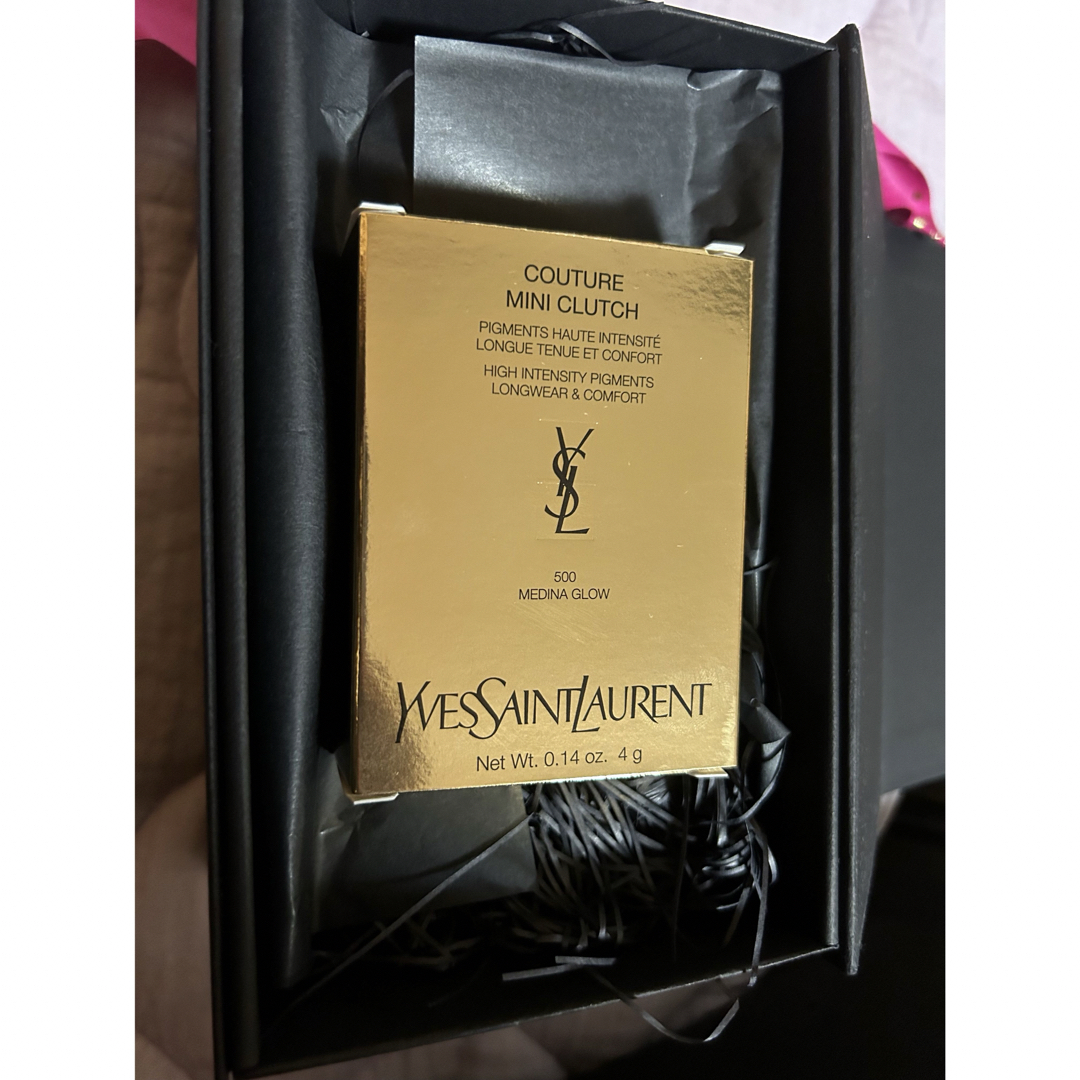 COUTURE
MINI CLUTCH
PIGMENTS HAUTE INTENSITÉ
LONGUE TENUE ET CONFORT
HIGH INTENSITY PIGMENTS
LONGWEAR & COMFORT
YSL
500
MEDINA GLOW
YVESSAINTLAURENT
Net Wt. 0.14 oz. 4 g